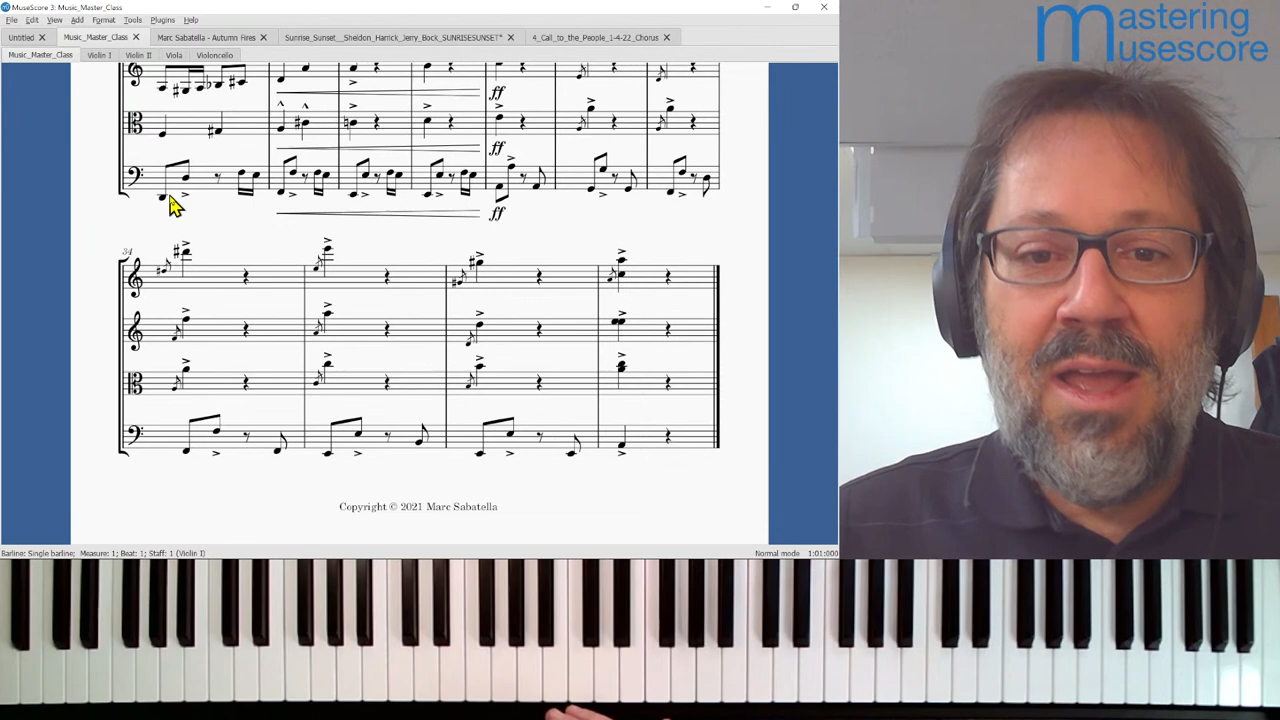 MuseScore 3: Music_Master_Class
File Edit View Add Format Tools Plugins Help
Untitled
Music_Master_Class
Marc Sabatella - Autumn Fires
Sunrise_Sunset__Sheldon_Harrick_Jerry_Bock_SUNRISESUNSET*
4_Call_to_the_People_1-4-22_Chorus
Music_Master_Class Violin I Violin II Viola Violoncello
ff
ff
ff
34
Copyright © 2021 Marc Sabatella
Barline: Single barline; Measure: 1; Beat: 1; Staff: 1 (Violin I)
Normal mode 1:01:000
Mastering
Musescore